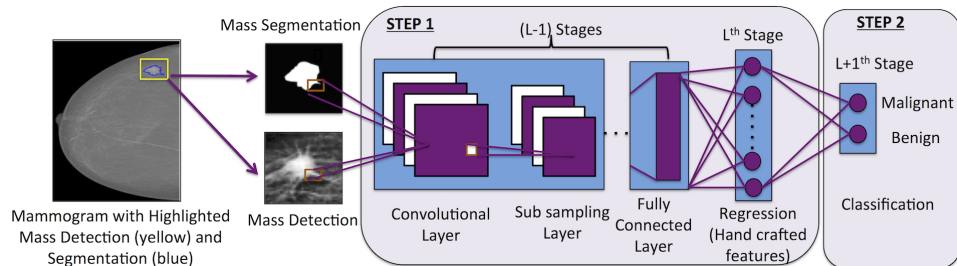 Mass Segmentation
STEP 1
(L-1) Stages
Lth Stage
STEP 2
L+1th Stage
Malignant
Benign
Mammogram with Highlighted
Mass Detection (yellow) and
Segmentation (blue)
Mass Detection
Convolutional
Layer
Sub sampling
Layer
Fully
Connected
Layer
Regression
(Hand crafted
features)
Classification